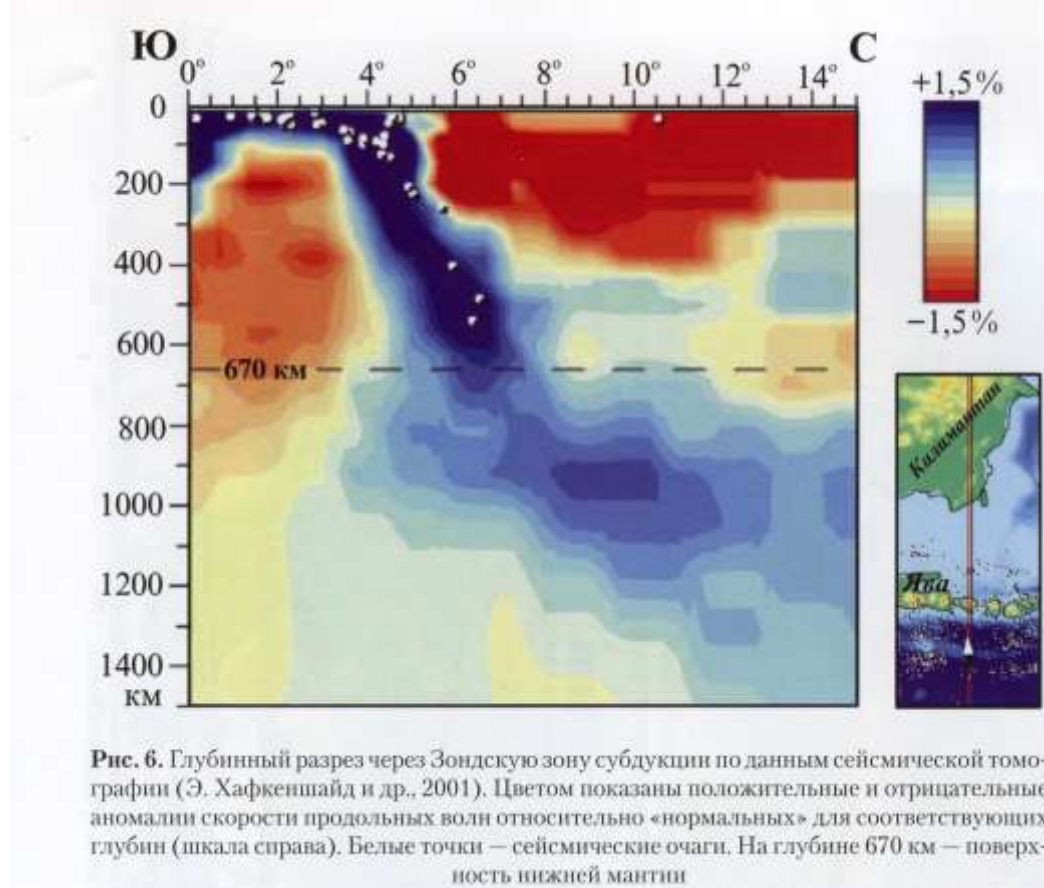 Ю С
0° 2° 4° 6° 8° 10° 12° 14°
+1,5%
0
200
400
600
−1,5%
670 км
800
1000
1200
1400
км
Калимантан
Ява
Рис. 6. Глубинный разрез через Зондскую зону субдукции по данным сейсмической томо-
графии (Э. Хафкеншайд и др., 2001). Цветом показаны положительные и отрицательные
аномалии скорости продольных волн относительно «нормальных» для соответствующих
глубин (шкала справа). Белые точки — сейсмические очаги. На глубине 670 км — поверх-
ность нижней мантии